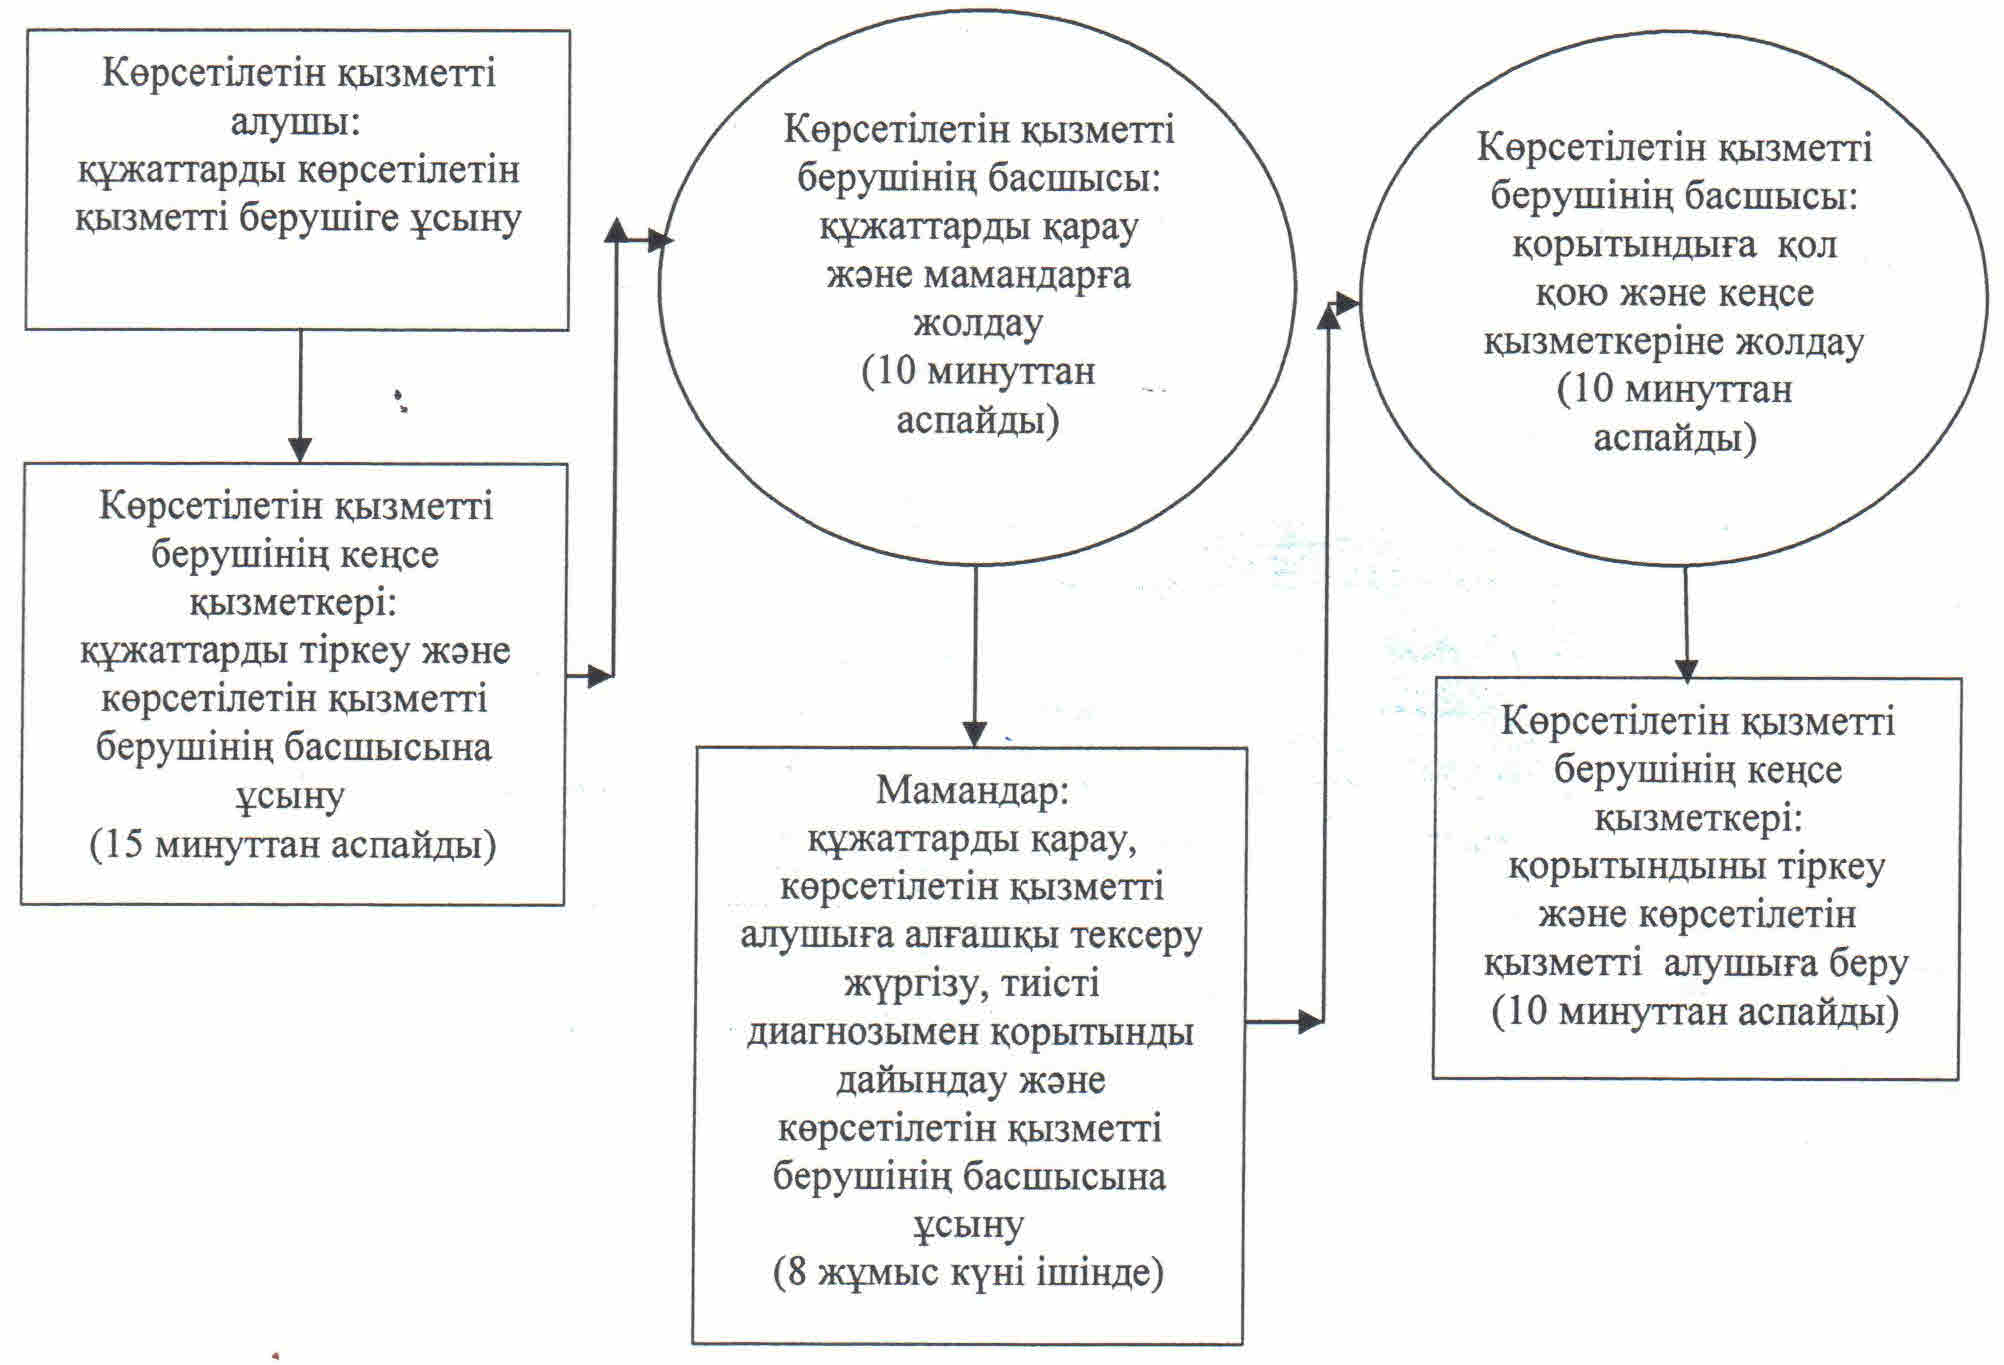 Көрсетілетін қызметті
алушы:
құжаттарды көрсетілетін
қызметті берушіге ұсыну
Көрсетілетін қызметті
берушінің кеңсе
қызметкері:
құжаттарды тіркеу және
көрсетілетін қызметті
берушінің басшысына
ұсыну
(15 минуттан аспайды)
Көрсетілетін қызметті
берушінің басшысы:
құжаттарды қарау
және мамандарға
жолдау
(10 минуттан
аспайды)
Мамандар:
құжаттарды қарау,
көрсетілетін қызметті
алушыға алғашқы тексеру
жүргізу, тиісті
диагнозымен қорытынды
дайындау және
көрсетілетін қызметті
берушінің басшысына
ұсыну
(8 жұмыс күні ішінде)
Көрсетілетін қызметті
берушінің басшысы:
қорытындыға қол
қою және кеңсе
қызметкеріне жолдау
(10 минуттан
аспайды)
Көрсетілетін қызметті
берушінің кеңсе
қызметкері:
қорытындыны тіркеу
және көрсетілетін
қызметті алушыға беру
(10 минуттан аспайды)